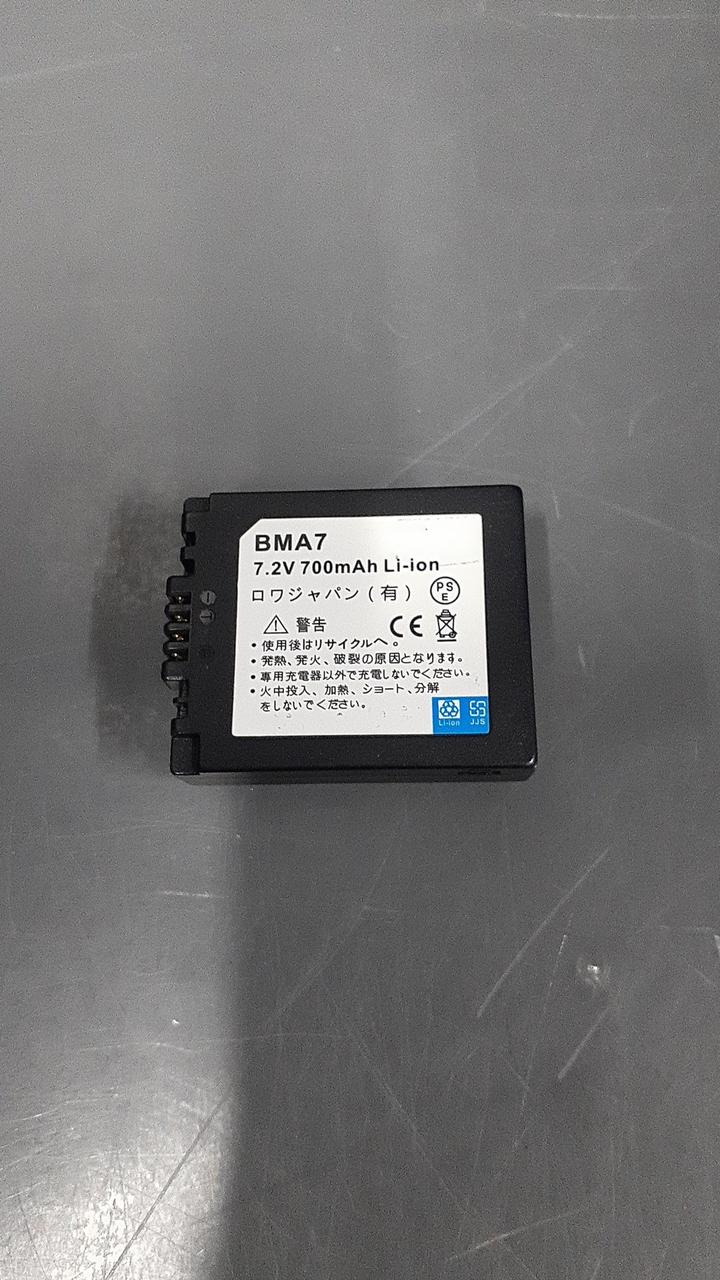 BMA7
7.2V 700mAh Li-ion
ロワジャパン(有) PSE
警告 CE
・使用後はリサイクルへ。
・発熱、発火、破裂の原因となります。
・専用充電器以外で充電しないでください。
・火中投入、加熱、ショート、分解
をしないでください。
Li-ion JJS